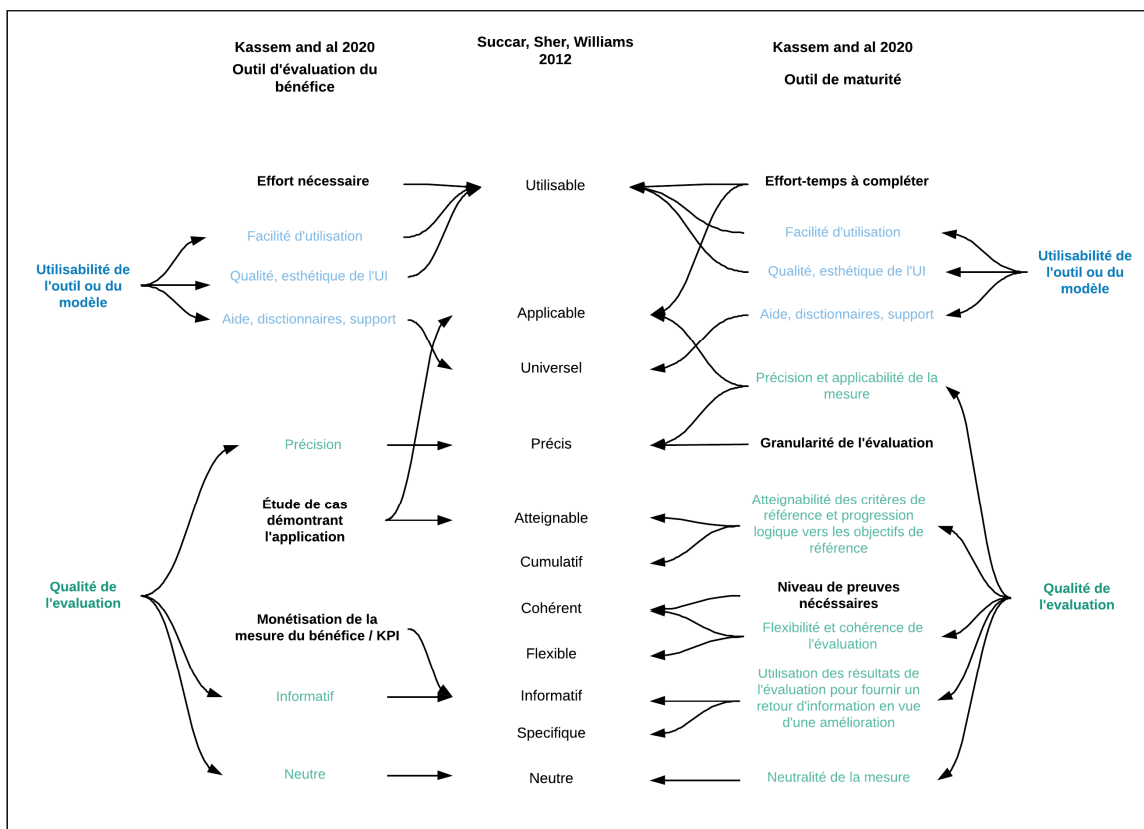 Kassem and al 2020
Outil d'évaluation du
bénéfice
Succar, Sher, Williams
2012
Kassem and al 2020
Outil de maturité
Effort nécessaire
Utilisable
Effort-temps à compléter
Facilité d'utilisation
Facilité d'utilisation
Utilisabilité de
l'outil ou du
modèle
Qualité, esthétique de l'UI
Qualité, esthétique de l'UI
Utilisabilité de
l'outil ou du
modèle
Aide, disctionnaires, support
Applicable
Aide, disctionnaires, support
Universel
Précision et applicabilité de la
mesure
Précision
Précis
Granularité de l'évaluation
Étude de cas
démontrant
l'application
Atteignable
Atteignabilité des critères de
référence et progression
logique vers les objectifs de
référence
Cumulatif
Qualité de
l'evaluation
Cohérent
Niveau de preuves
nécéssaires
Qualité de
l'evaluation
Monétisation de la
mesure du bénéfice / KPI
Flexible
Flexibilité et cohérence de
l'évaluation
Informatif
Informatif
Utilisation des résultats de
l'évaluation pour fournir un
retour d'information en vue
d'une amélioration
Specifique
Neutre
Neutre
Neutralité de la mesure